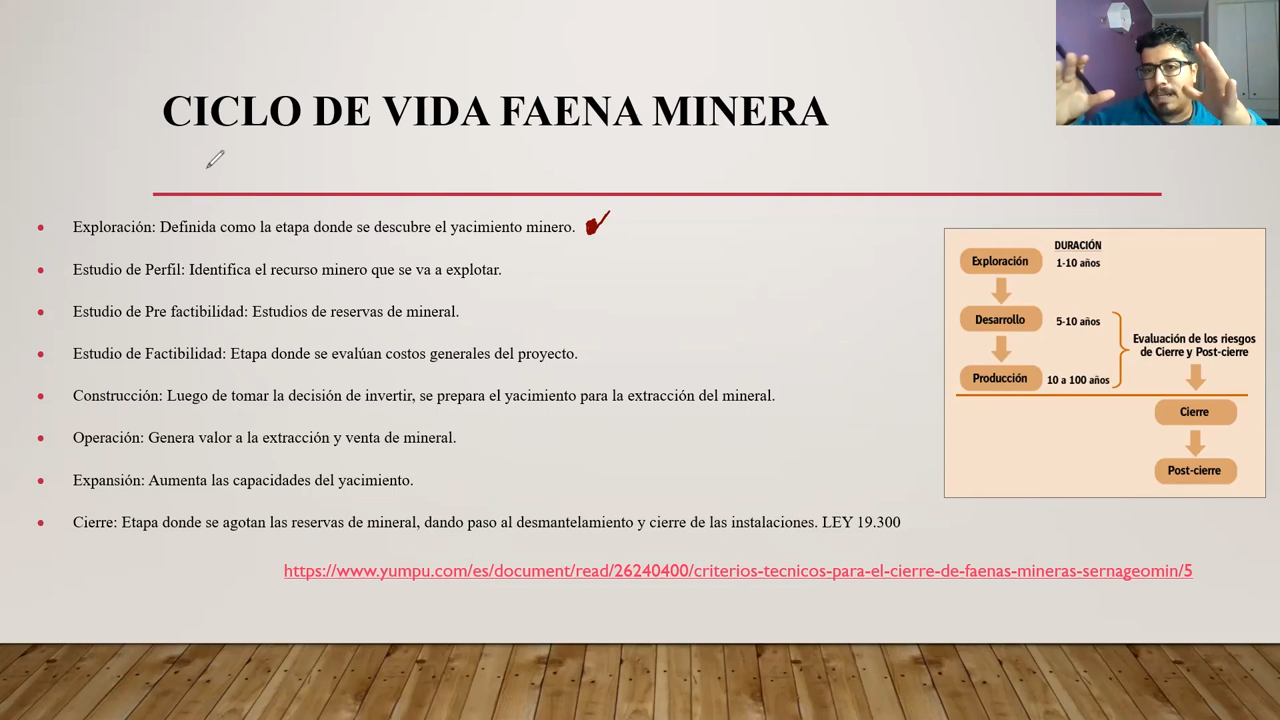 CICLO DE VIDA FAENA MINERA
Exploración: Definida como la etapa donde se descubre el yacimiento minero.
Estudio de Perfil: Identifica el recurso minero que se va a explotar.
Estudio de Pre factibilidad: Estudios de reservas de mineral.
Estudio de Factibilidad: Etapa donde se evalúan costos generales del proyecto.
Construcción: Luego de tomar la decisión de invertir, se prepara el yacimiento para la extracción del mineral.
Operación: Genera valor a la extracción y venta de mineral.
Expansión: Aumenta las capacidades del yacimiento.
Cierre: Etapa donde se agotan las reservas de mineral, dando paso al desmantelamiento y cierre de las instalaciones. LEY 19.300
https://www.yumpu.com/es/document/read/26240400/criterios-tecnicos-para-el-cierre-de-faenas-mineras-sernageomin/5
DURACIÓN
Exploración 1-10 años
Desarrollo 5-10 años
Evaluación de los riesgos
de Cierre y Post-cierre
Producción 10 a 100 años
Cierre
Post-cierre